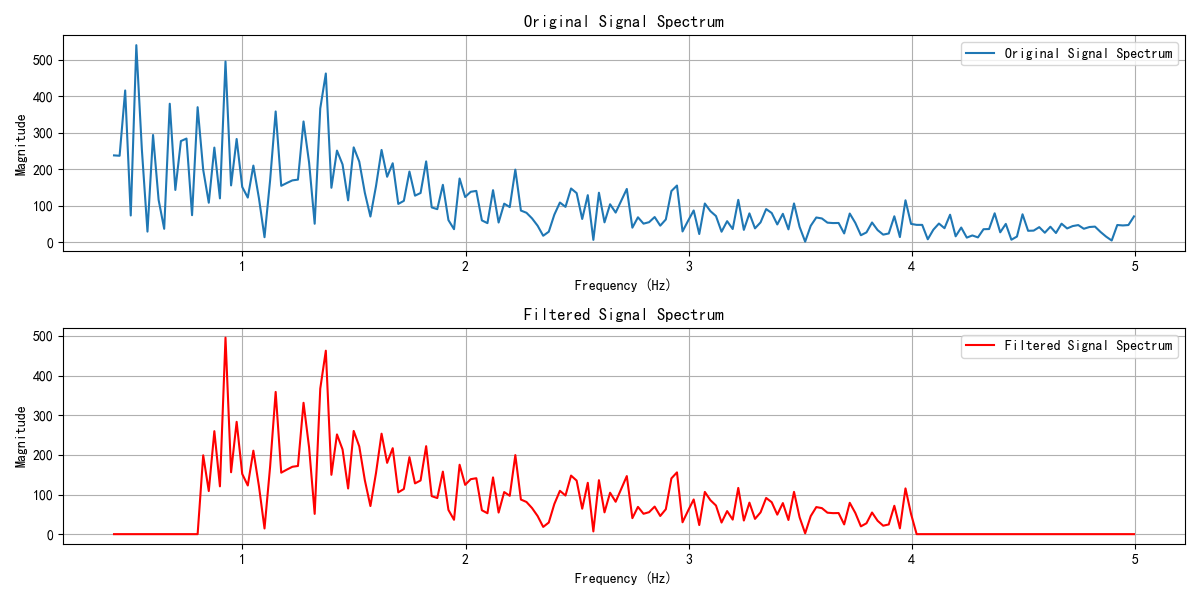 Original Signal Spectrum
Original Signal Spectrum
Magnitude
500
400
300
200
100
0
1
2
3
4
5
Frequency (Hz)
Filtered Signal Spectrum
Filtered Signal Spectrum
Magnitude
500
400
300
200
100
0
1
2
3
4
5
Frequency (Hz)